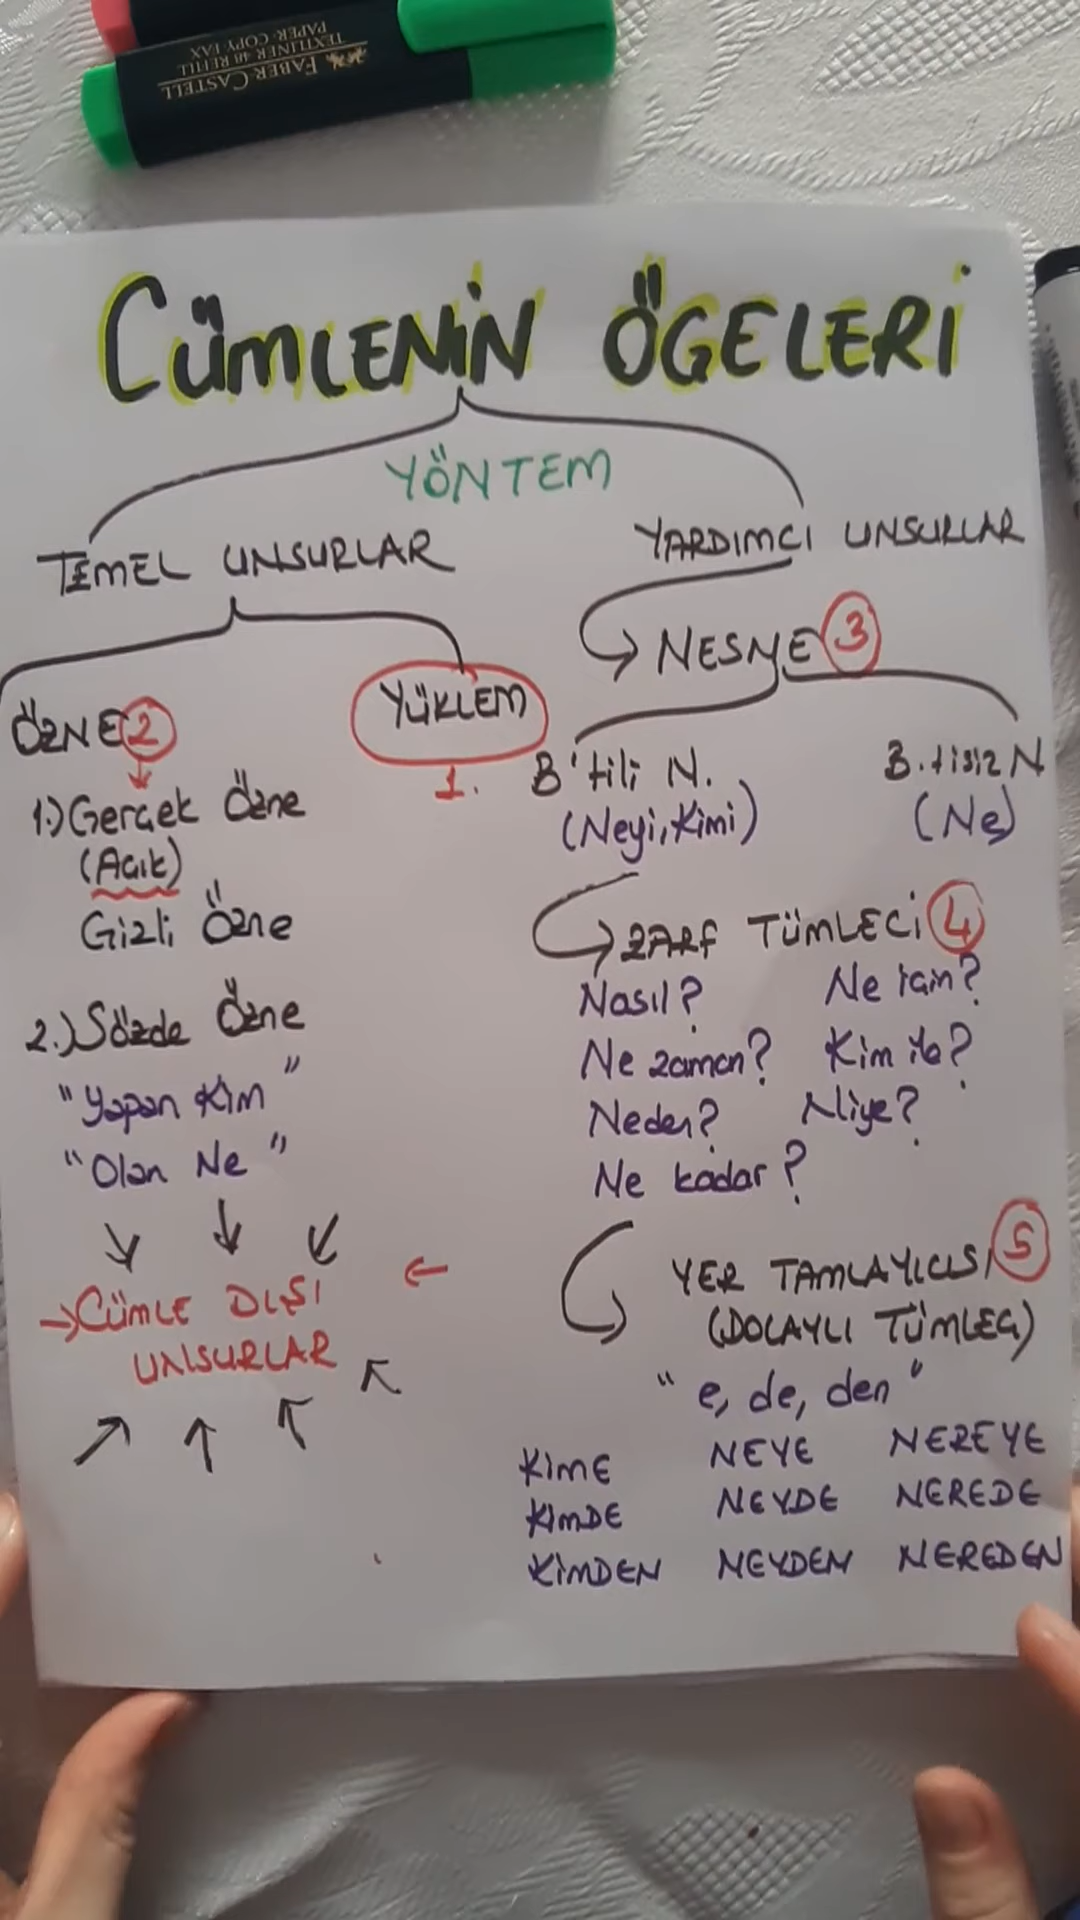 FABER CASTELL
TEXTLINER 48 REFILL
PAPER COPY FAX
CÜMLENİN ÖGELERİ
YÖNTEM
TEMEL UNSURLAR
ÖZNE 2
YÜKLEM
1.
1.) Gerçek Özne
(Açık)
Gizli Özne
2.) Sözde Özne
"Yapan Kim"
"Olan Ne"
→CÜMLE DIŞI
UNSURLAR
YARDIMCI UNSURLAR
NESNE 3
B'tili N.
(Neyi, Kimi)
B.tisiz N
(Ne)
ZARF TÜMLECİ 4
Nasıl? Ne için?
Ne zaman? Kim ile?
Neden? Niye?
Ne kadar?
YER TAMLAYICISI 5
(DOLAYLI TÜMLEÇ)
"e, de, den"
KİME NEYE NEREYE
KİMDE NEYDE NEREDE
KİMDEN NEYDEN NEREDEN